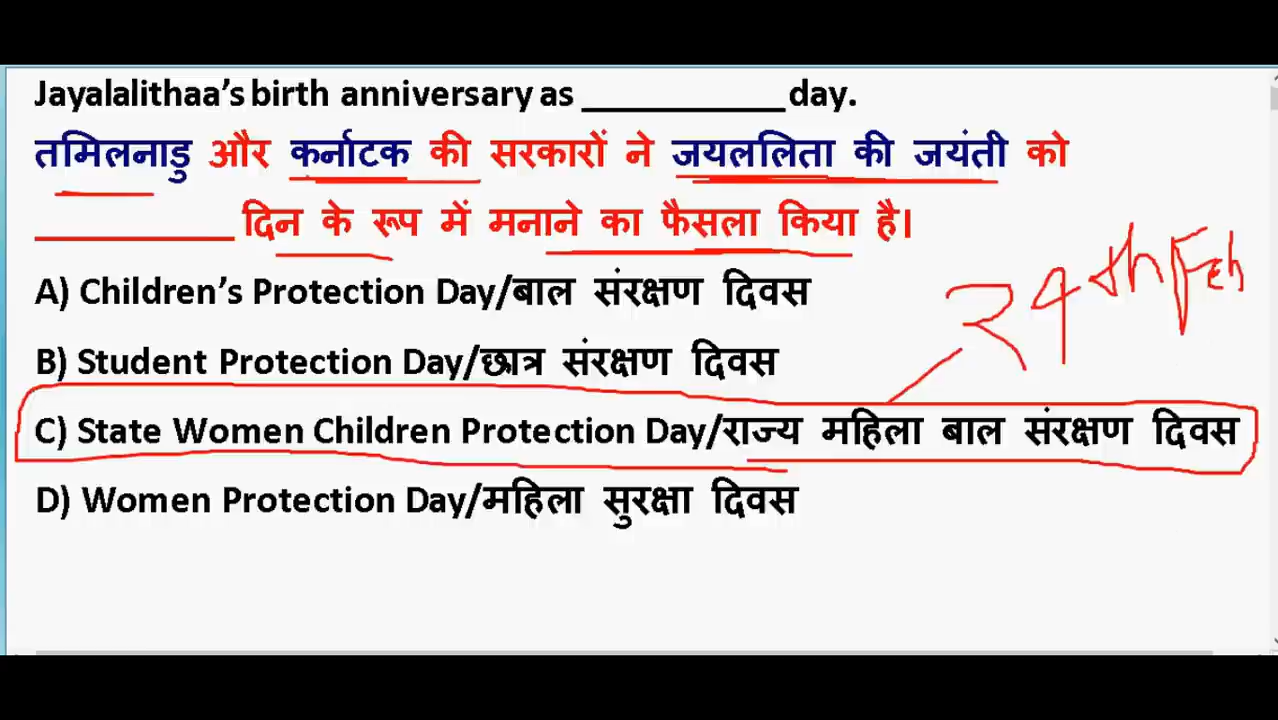 Jayalalithaa’s birth anniversary as ___________ day.
तमिलनाडु और कर्नाटक की सरकारों ने जयललिता की जयंती को
___________ दिन के रूप में मनाने का फैसला किया है।
A) Children’s Protection Day/बाल संरक्षण दिवस
24th Feb
B) Student Protection Day/छात्र संरक्षण दिवस
C) State Women Children Protection Day/राज्य महिला बाल संरक्षण दिवस
D) Women Protection Day/महिला सुरक्षा दिवस